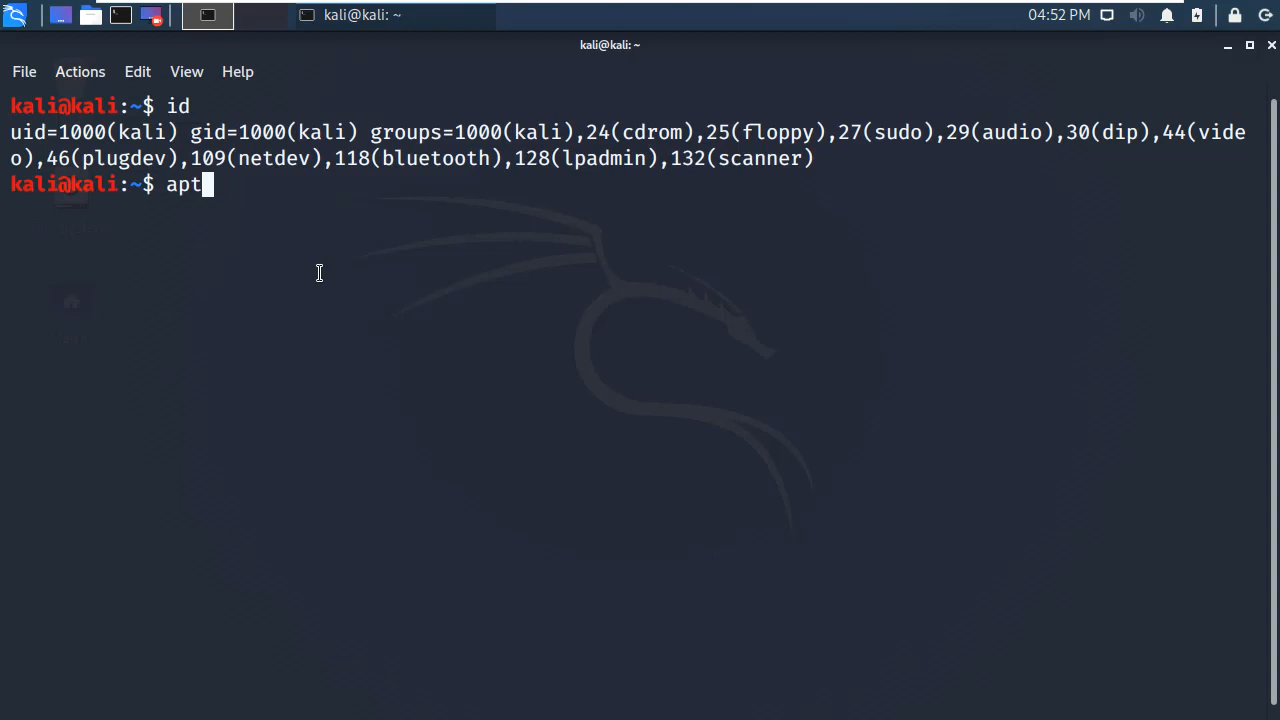 kali@kali: ~
04:52 PM
kali@kali: ~
File Actions Edit View Help
kali@kali:~$ id
uid=1000(kali) gid=1000(kali) groups=1000(kali),24(cdrom),25(floppy),27(sudo),29(audio),30(dip),44(vide
o),46(plugdev),109(netdev),118(bluetooth),128(lpadmin),132(scanner)
kali@kali:~$ apt